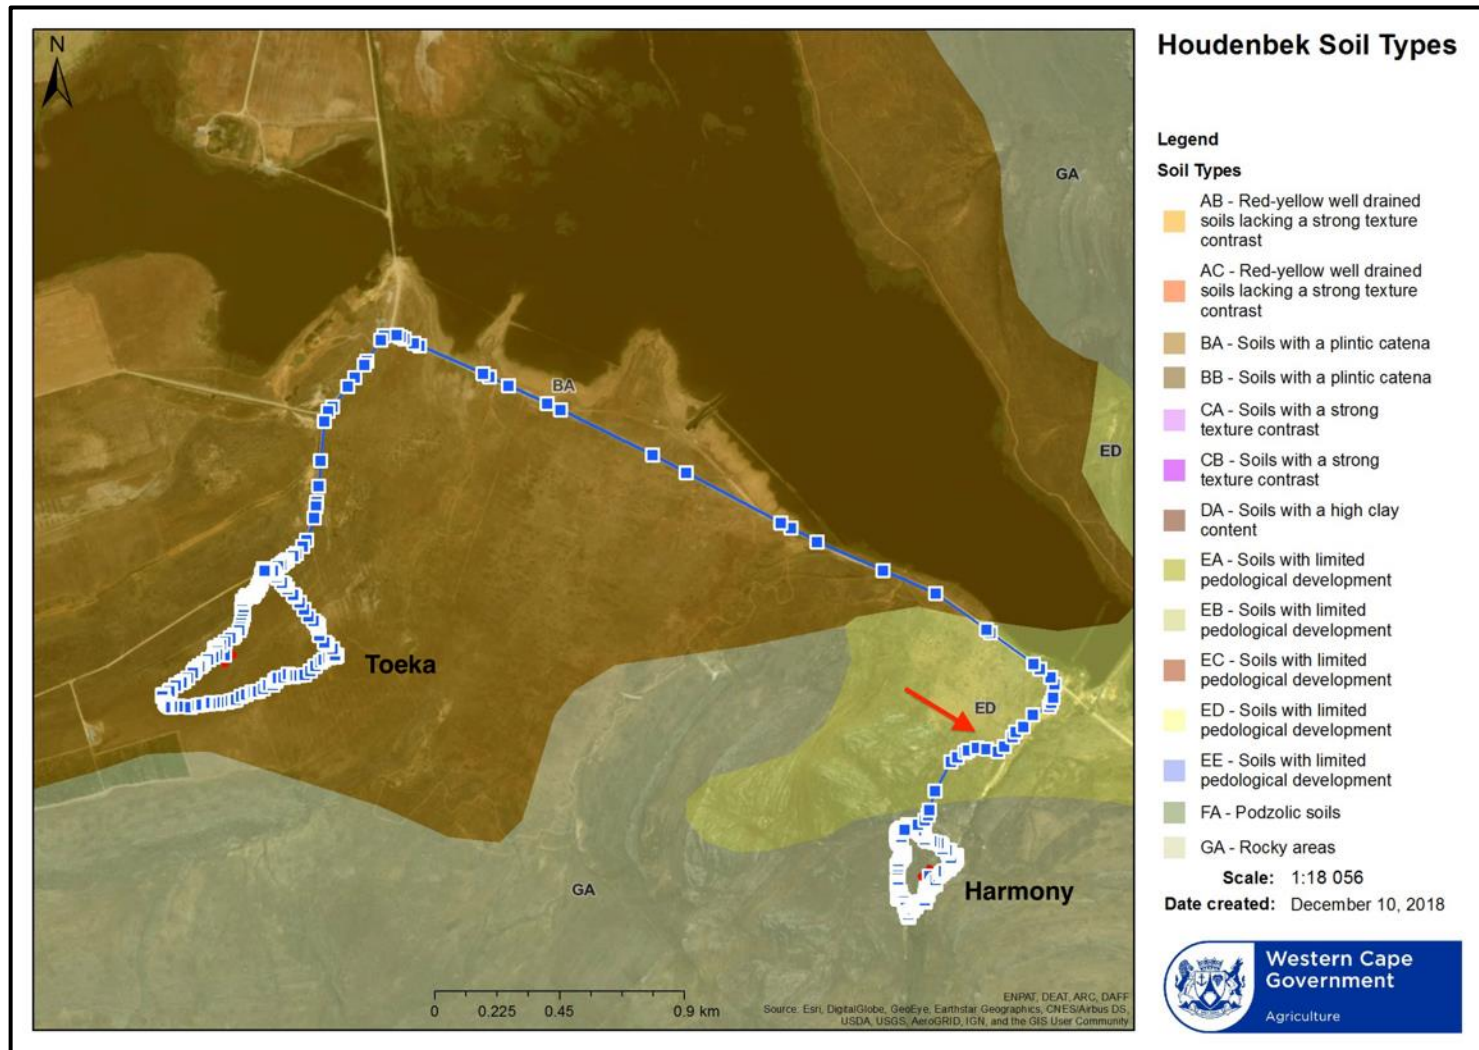 N
GA
BA
ED
Toeka
ED
GA
Harmony
0 0.225 0.45 0.9 km
ENPAT, DEAT, ARC, DAFF
Source: Esri, DigitalGlobe, GeoEye, Earthstar Geographics, CNES/Airbus DS,
USDA, USGS, AeroGRID, IGN, and the GIS User Community
Houdenbek Soil Types
Legend
Soil Types
AB - Red-yellow well drained
soils lacking a strong texture
contrast
AC - Red-yellow well drained
soils lacking a strong texture
contrast
BA - Soils with a plintic catena
BB - Soils with a plintic catena
CA - Soils with a strong
texture contrast
CB - Soils with a strong
texture contrast
DA - Soils with a high clay
content
EA - Soils with limited
pedological development
EB - Soils with limited
pedological development
EC - Soils with limited
pedological development
ED - Soils with limited
pedological development
EE - Soils with limited
pedological development
FA - Podzolic soils
GA - Rocky areas
Scale: 1:18 056
Date created: December 10, 2018
Western Cape
Government
Agriculture